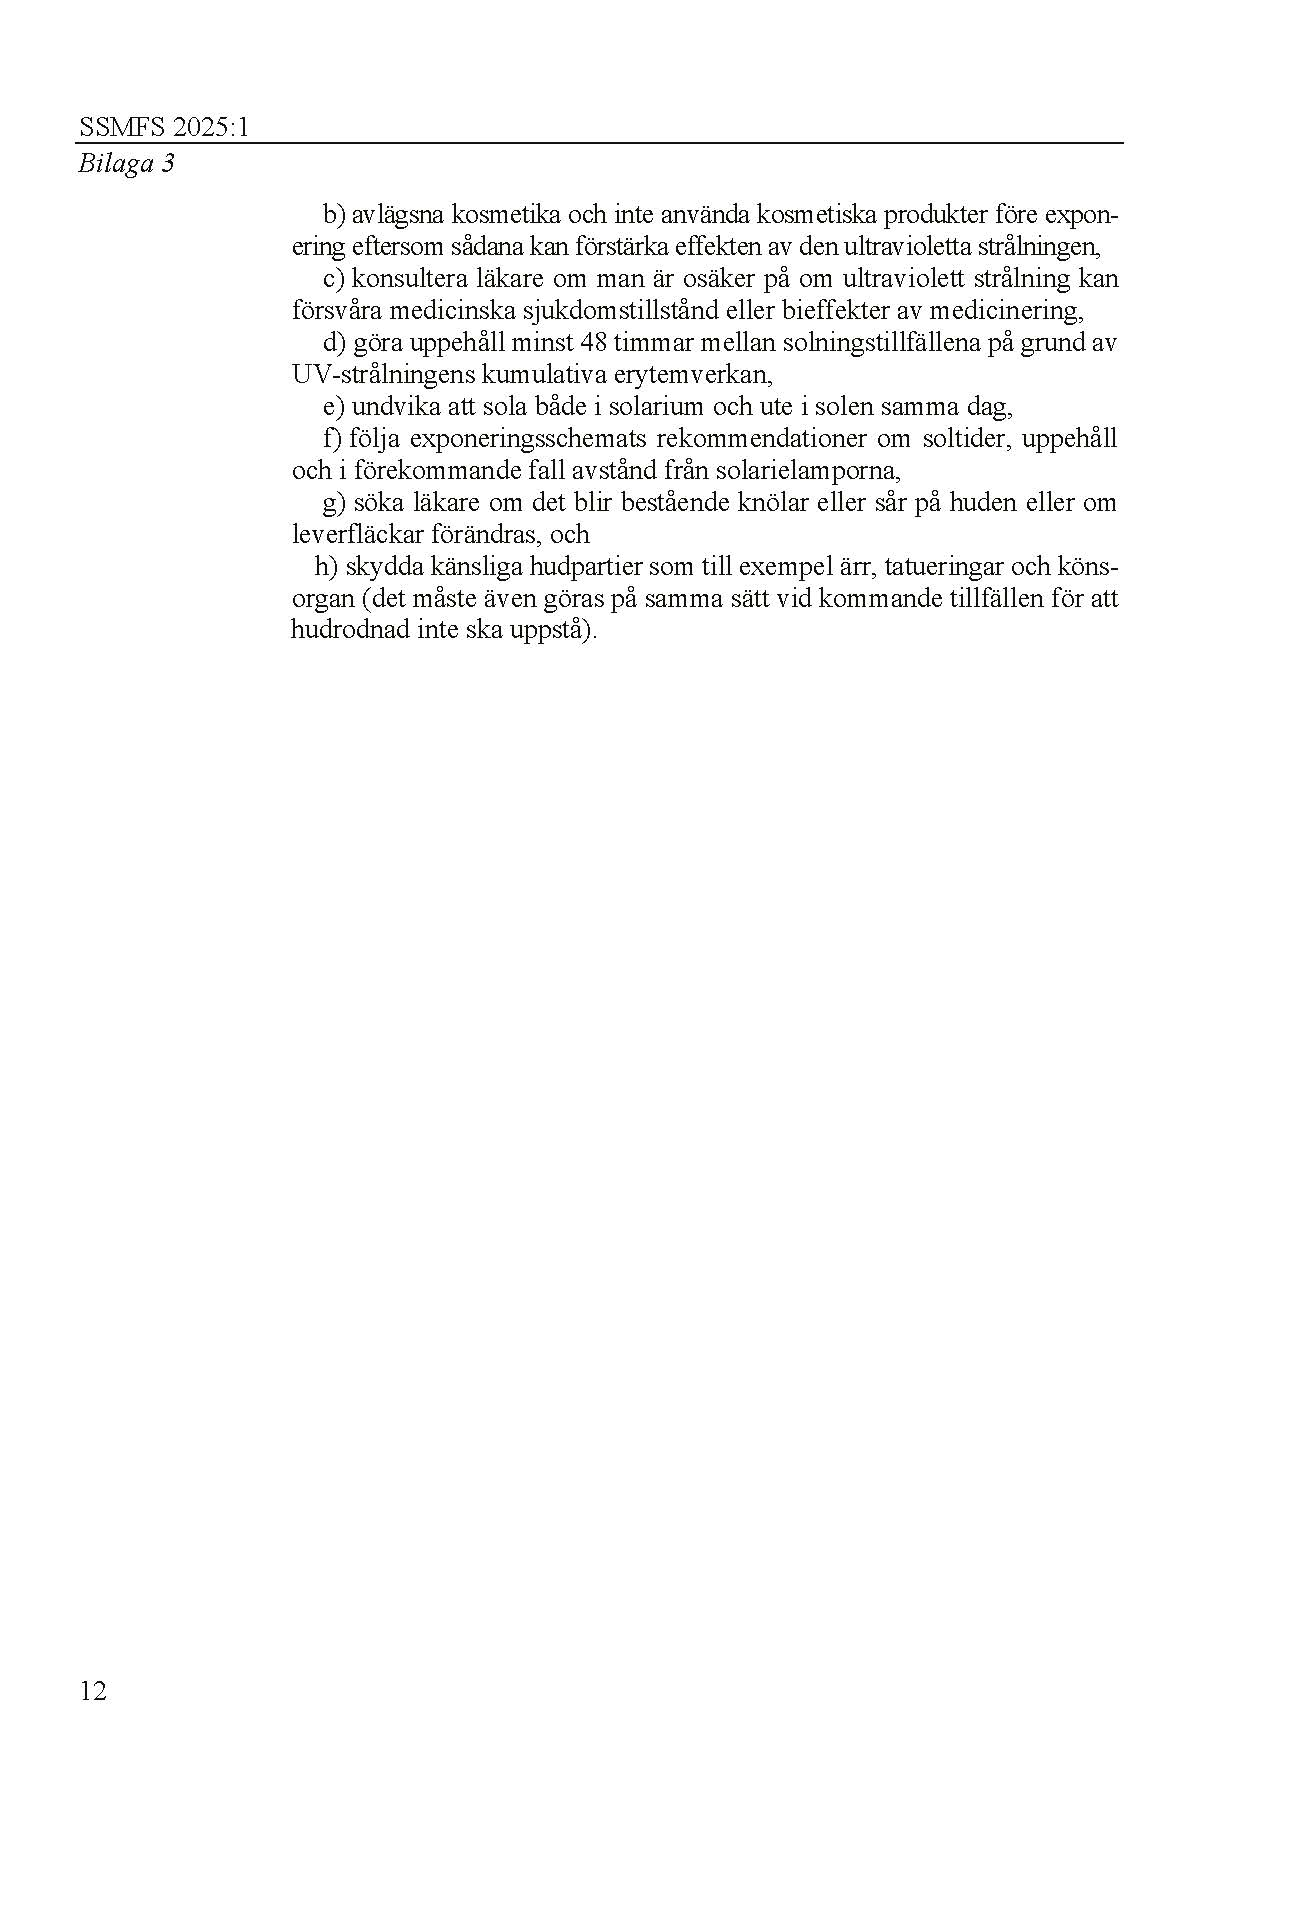 SSMFS 2025:1
Bilaga 3
b) avlägsna kosmetika och inte använda kosmetiska produkter före expon-
ering eftersom sådana kan förstärka effekten av den ultravioletta strålningen,
c) konsultera läkare om man är osäker på om ultraviolett strålning kan
försvåra medicinska sjukdomstillstånd eller bieffekter av medicinering,
d) göra uppehåll minst 48 timmar mellan solningstillfällena på grund av
UV-strålningens kumulativa erytemverkan,
e) undvika att sola både i solarium och ute i solen samma dag,
f) följa exponeringsschemats rekommendationer om soltider, uppehåll
och i förekommande fall avstånd från solarielamporna,
g) söka läkare om det blir bestående knölar eller sår på huden eller om
leverfläckar förändras, och
h) skydda känsliga hudpartier som till exempel ärr, tatueringar och köns-
organ (det måste även göras på samma sätt vid kommande tillfällen för att
hudrodnad inte ska uppstå).
12